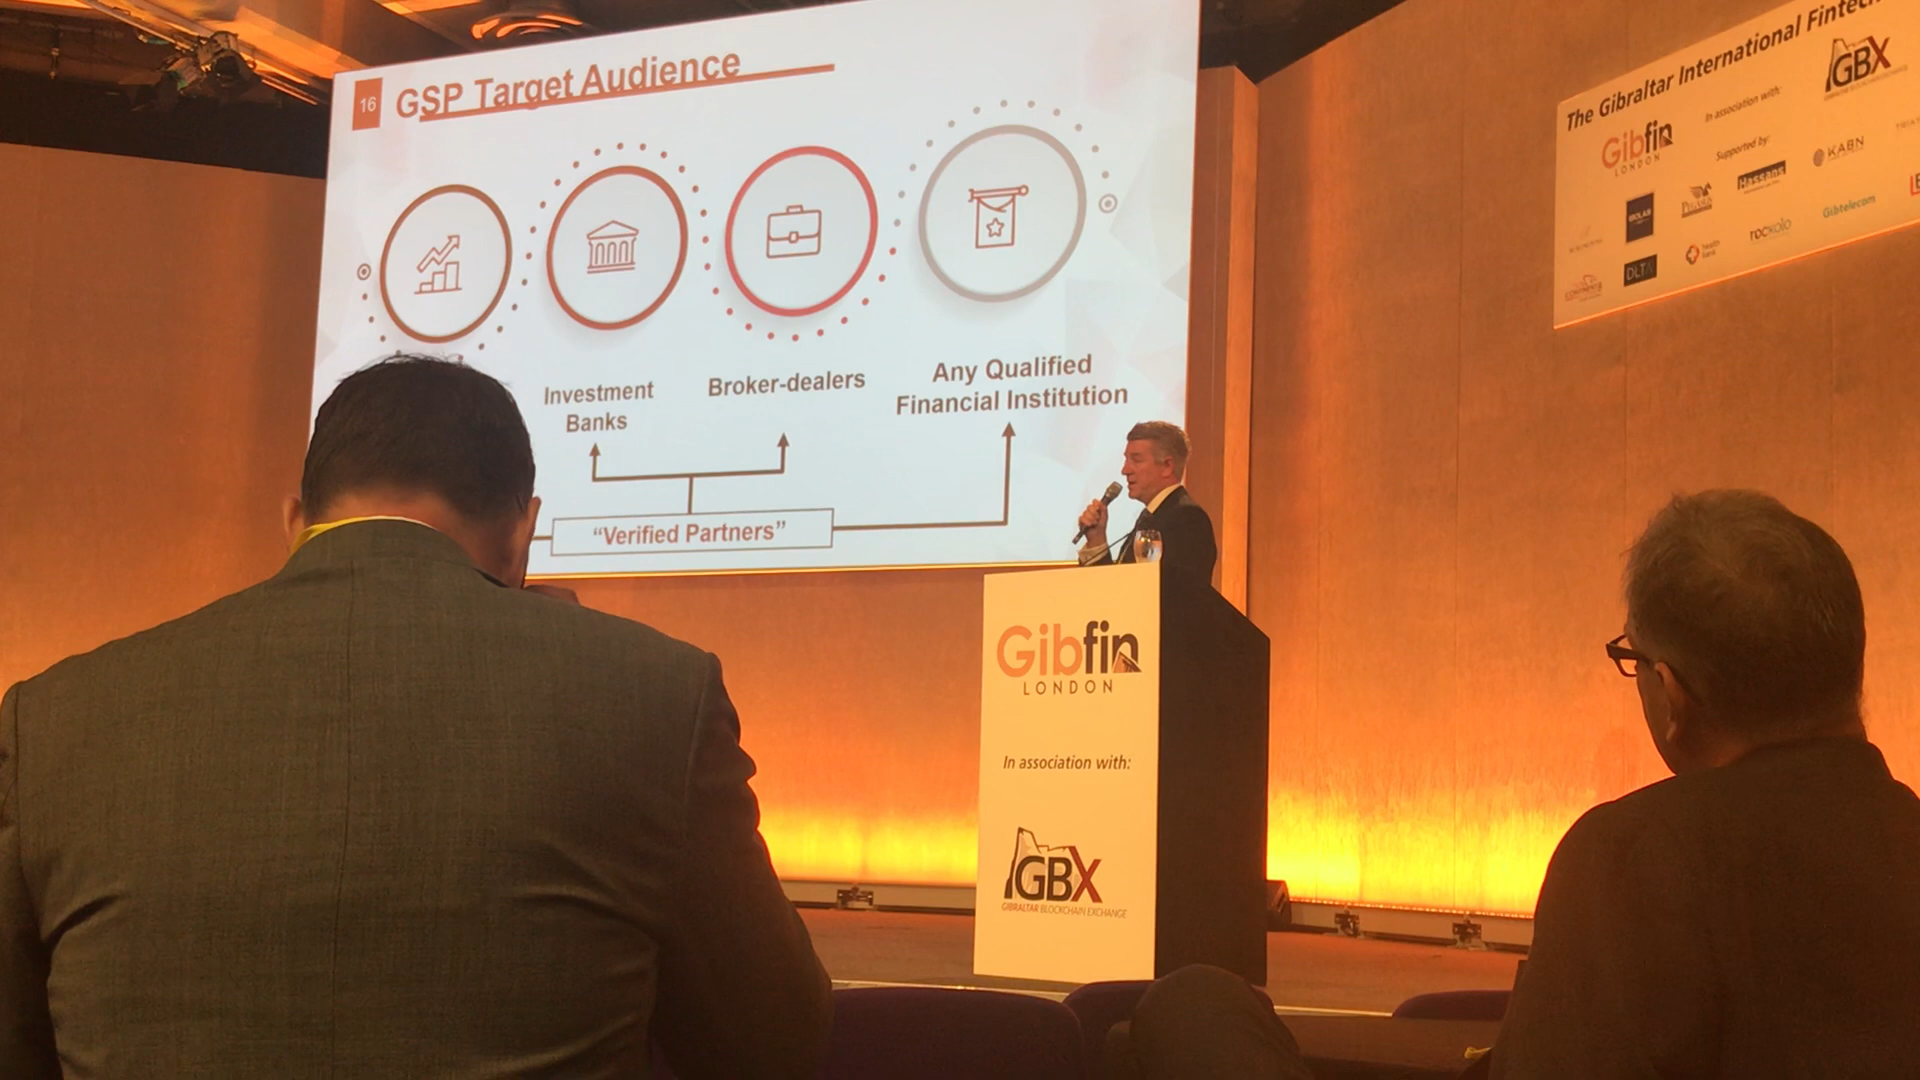 16
GSP Target Audience
Investment
Banks
Broker-dealers
Any Qualified
Financial Institution
“Verified Partners”
The Gibraltar International Fintech
Gibfin
LONDON
In association with:
GBX
Supported by:
Hassans
KABN
DLT
rocolo
Gibtelecom
Gibfin
LONDON
In association with:
GBX
GIBRALTAR BLOCKCHAIN EXCHANGE